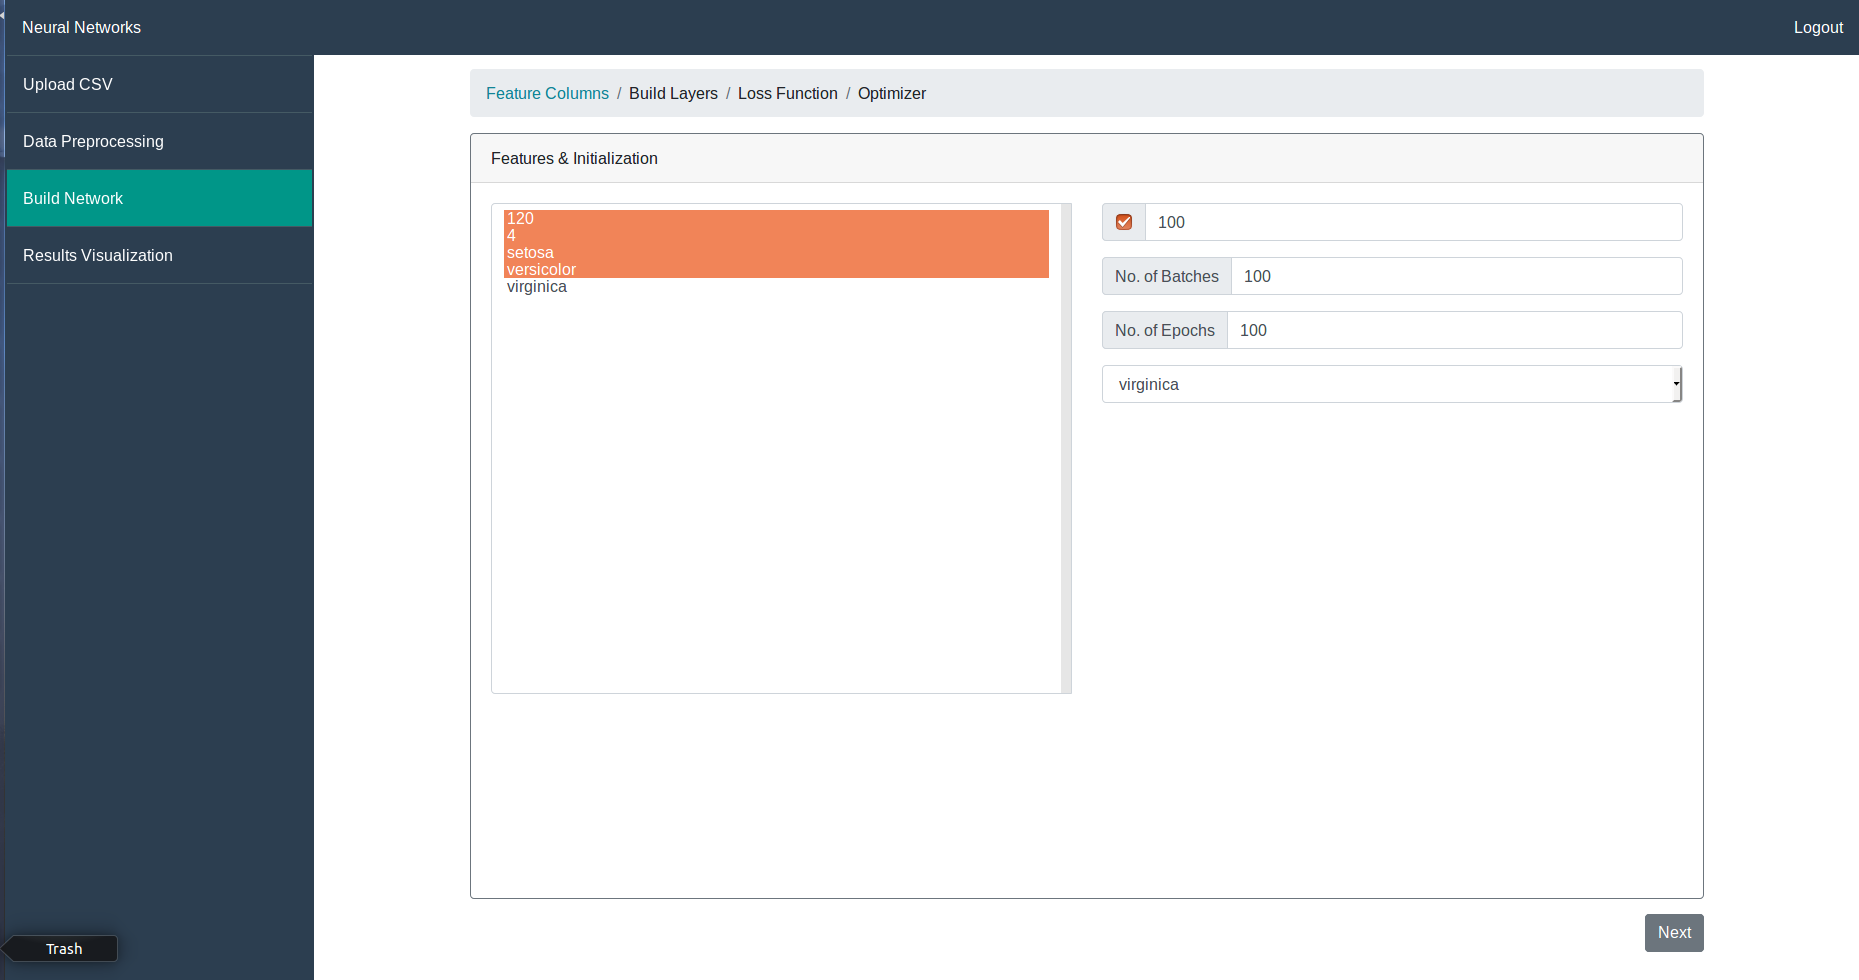 Neural Networks
Logout
Upload CSV
Data Preprocessing
Build Network
Results Visualization
Feature Columns / Build Layers / Loss Function / Optimizer
Features & Initialization
120
4
setosa
versicolor
virginica
100
No. of Batches 100
No. of Epochs 100
virginica
Next
Trash